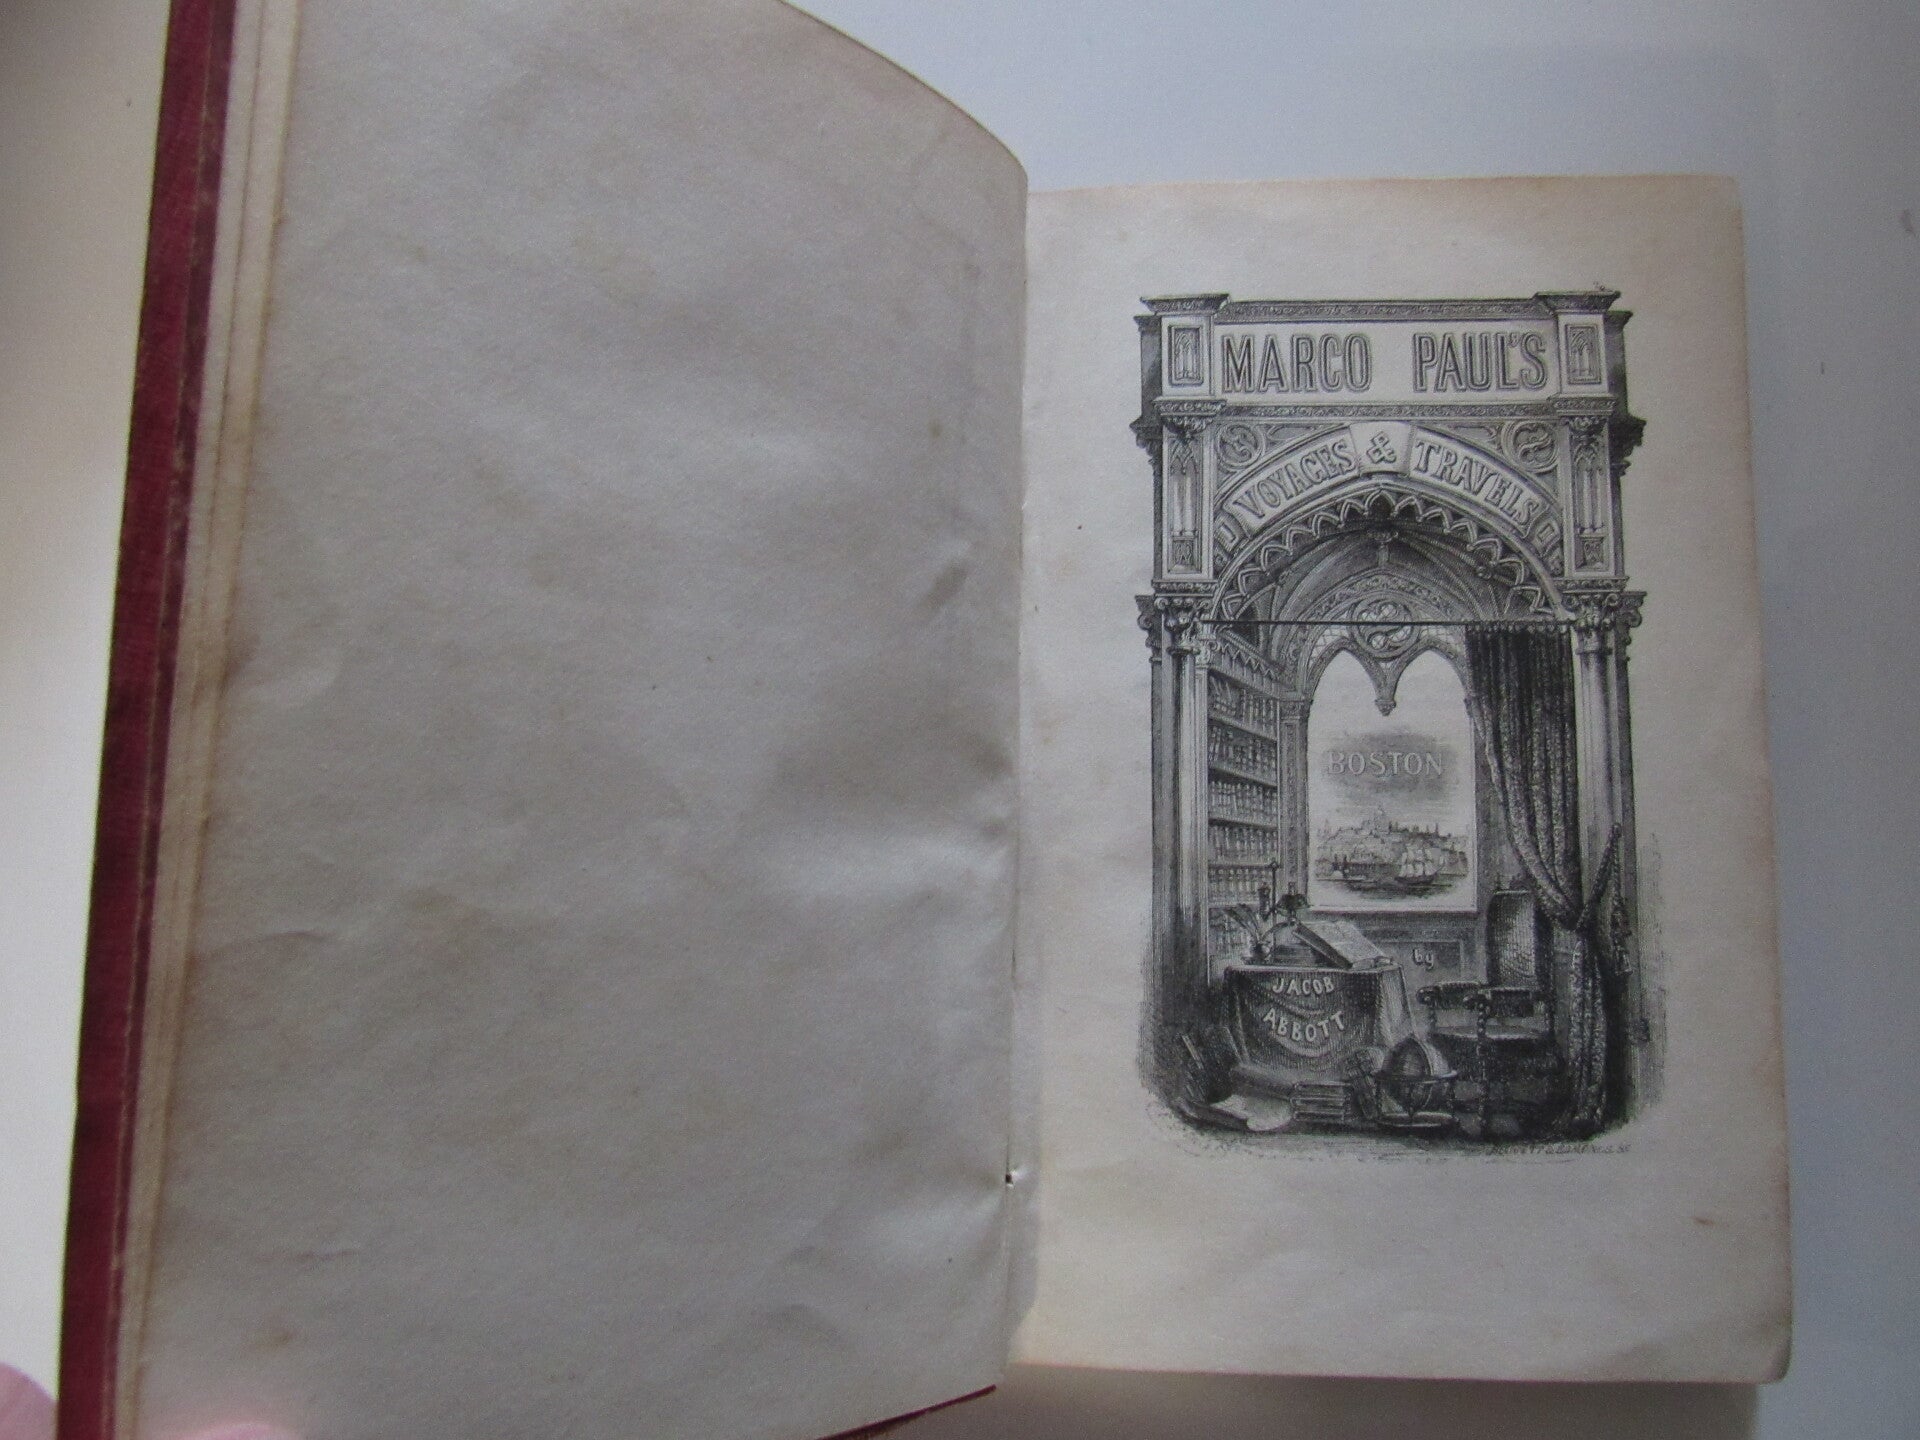 MARCO PAUL'S
VOYAGES & TRAVELS
BOSTON
by
JACOB
ABBOTT